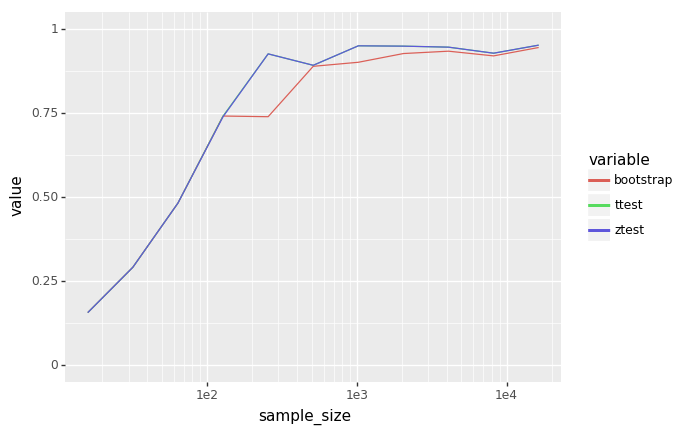 1
0.75
0.50
0.25
0
value
1e2
1e3
1e4
sample_size
variable
bootstrap
ttest
ztest